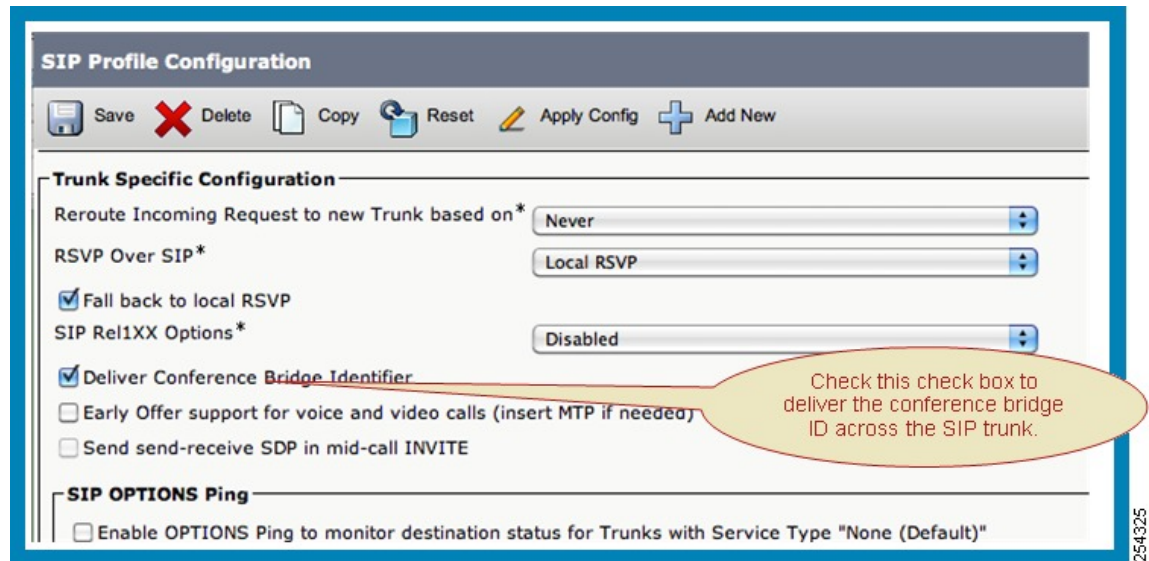 SIP Profile Configuration
Save Delete Copy Reset Apply Config Add New
Trunk Specific Configuration
Reroute Incoming Request to new Trunk based on* Never
RSVP Over SIP* Local RSVP
Fall back to local RSVP
SIP Rel1XX Options* Disabled
Deliver Conference Bridge Identifier
Check this check box to
deliver the conference bridge
ID across the SIP trunk.
Early Offer support for voice and video calls (insert MTP if needed)
Send send-receive SDP in mid-call INVITE
SIP OPTIONS Ping
Enable OPTIONS Ping to monitor destination status for Trunks with Service Type "None (Default)"
254325